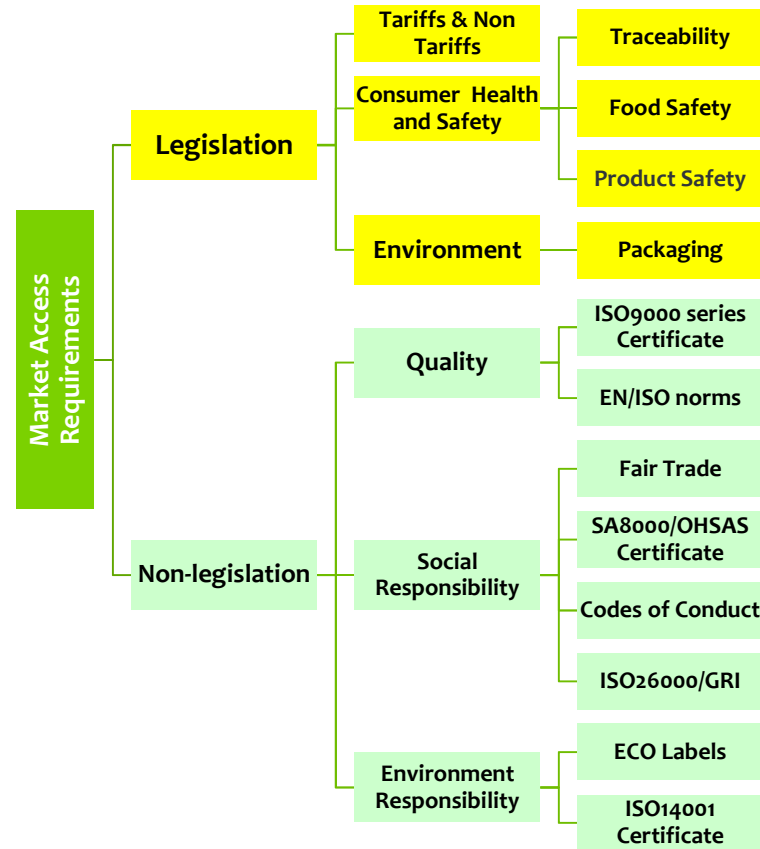 Market Access
Requirements
Legislation
Tariffs & Non
Tariffs
Consumer Health
and Safety
Traceability
Food Safety
Product Safety
Environment
Packaging
Non-legislation
Quality
ISO9000 series
Certificate
EN/ISO norms
Social
Responsibility
Fair Trade
SA8000/OHSAS
Certificate
Codes of Conduct
ISO26000/GRI
Environment
Responsibility
ECO Labels
ISO14001
Certificate